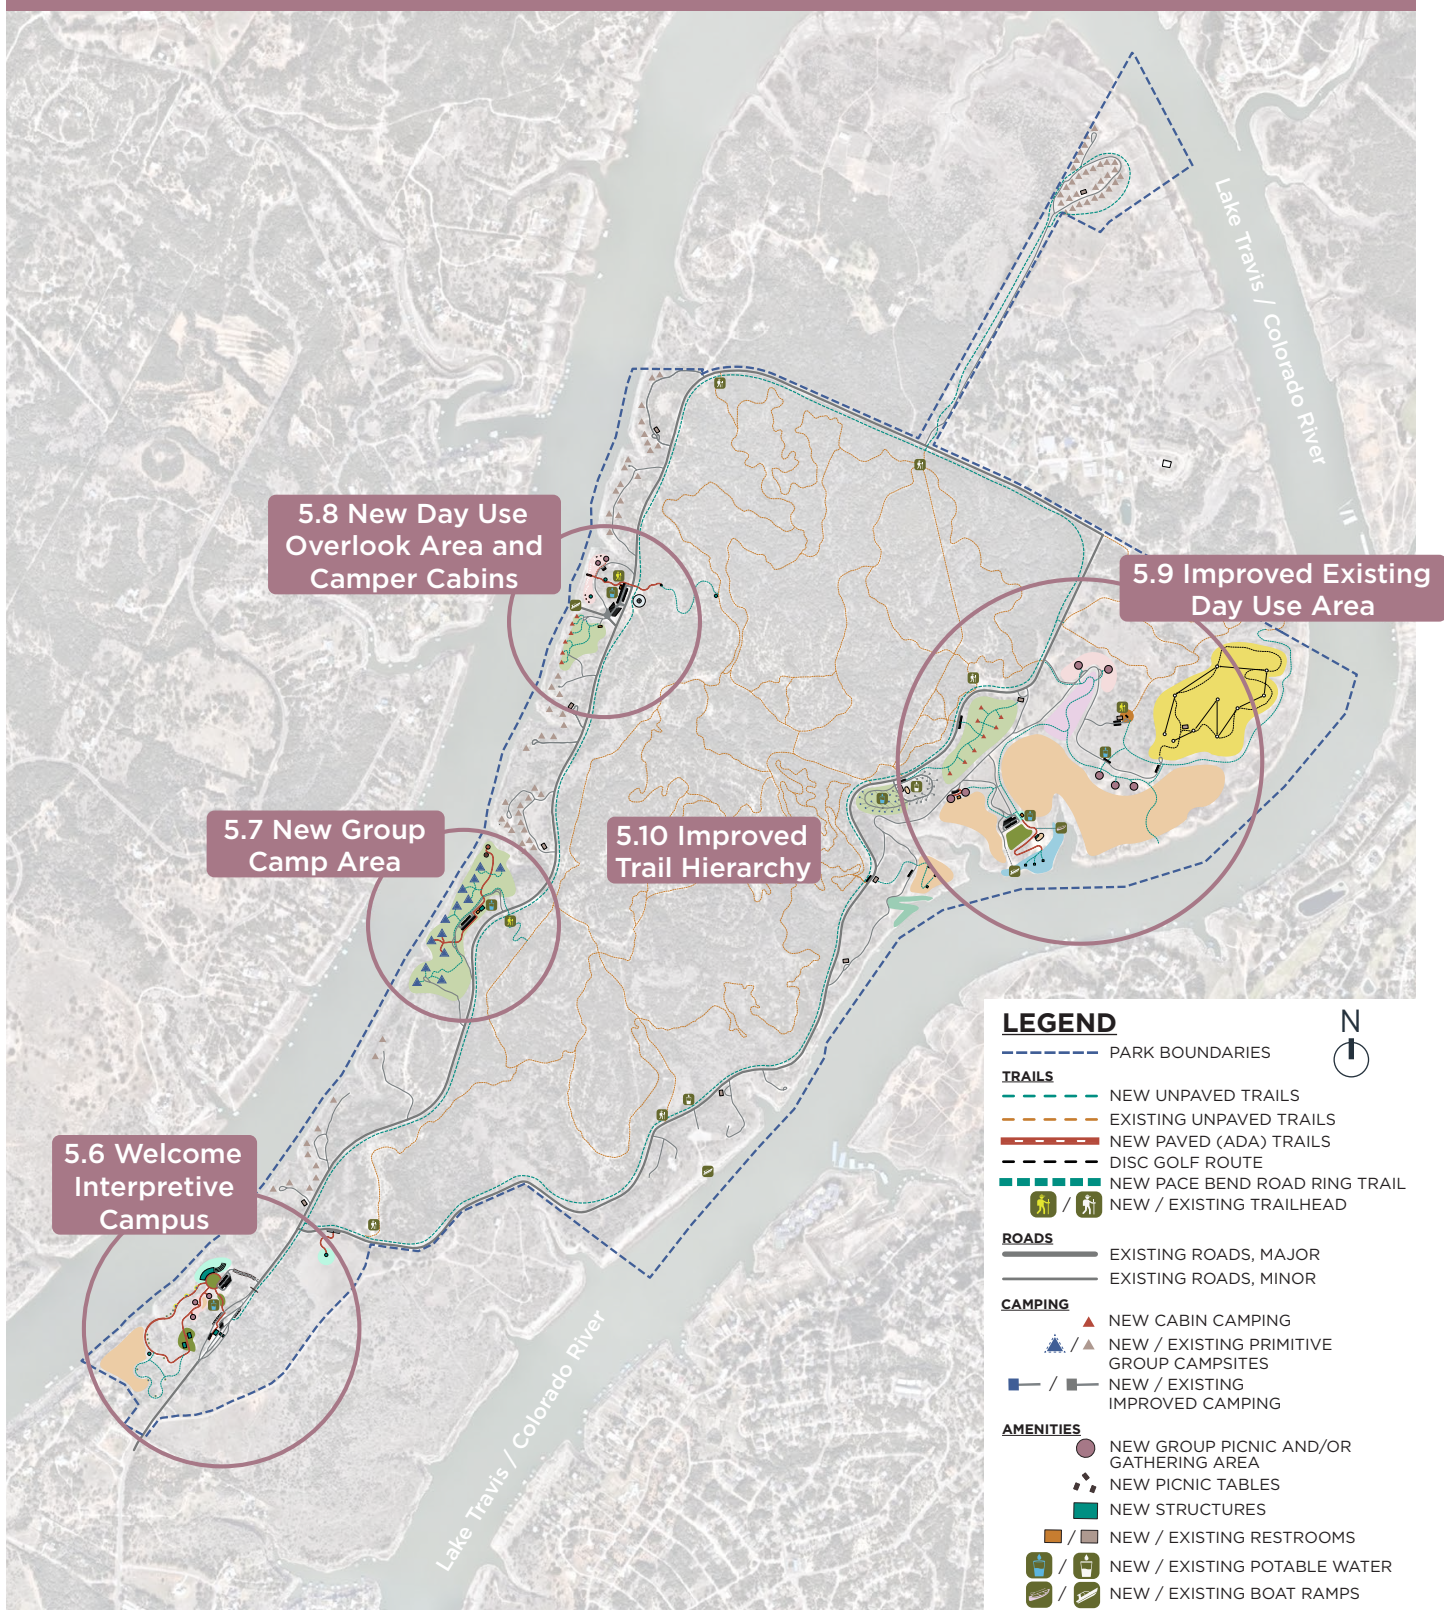 Lake Travis / Colorado River
5.8 New Day Use
Overlook Area and
Camper Cabins
5.9 Improved Existing
Day Use Area
5.7 New Group
Camp Area
5.10 Improved
Trail Hierarchy
5.6 Welcome
Interpretive
Campus
Lake Travis / Colorado River
LEGEND
N
PARK BOUNDARIES
TRAILS
NEW UNPAVED TRAILS
EXISTING UNPAVED TRAILS
NEW PAVED (ADA) TRAILS
DISC GOLF ROUTE
NEW PACE BEND ROAD RING TRAIL
/ NEW / EXISTING TRAILHEAD
ROADS
EXISTING ROADS, MAJOR
EXISTING ROADS, MINOR
CAMPING
NEW CABIN CAMPING
/ NEW / EXISTING PRIMITIVE
GROUP CAMPSITES
/ NEW / EXISTING
IMPROVED CAMPING
AMENITIES
NEW GROUP PICNIC AND/OR
GATHERING AREA
NEW PICNIC TABLES
NEW STRUCTURES
/ NEW / EXISTING RESTROOMS
/ NEW / EXISTING POTABLE WATER
/ NEW / EXISTING BOAT RAMPS